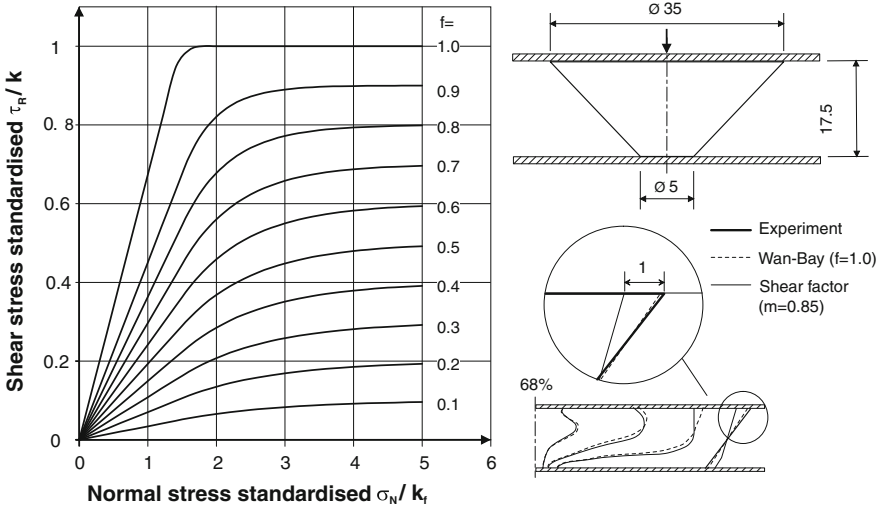 Shear stress standardised τR/ k
f=
1
1.0
0. 8
0.9
0.8
0.6
0.7
0.6
0.4
0.5
0.4
0.2
0.3
0.2
0.1
0
0 1 2 3 4 5 6
Normal stress standardised σN/ kf
Ø 35
17.5
Ø 5
Experiment
Wan-Bay (f=1.0)
Shear factor
(m=0.85)
1
68%